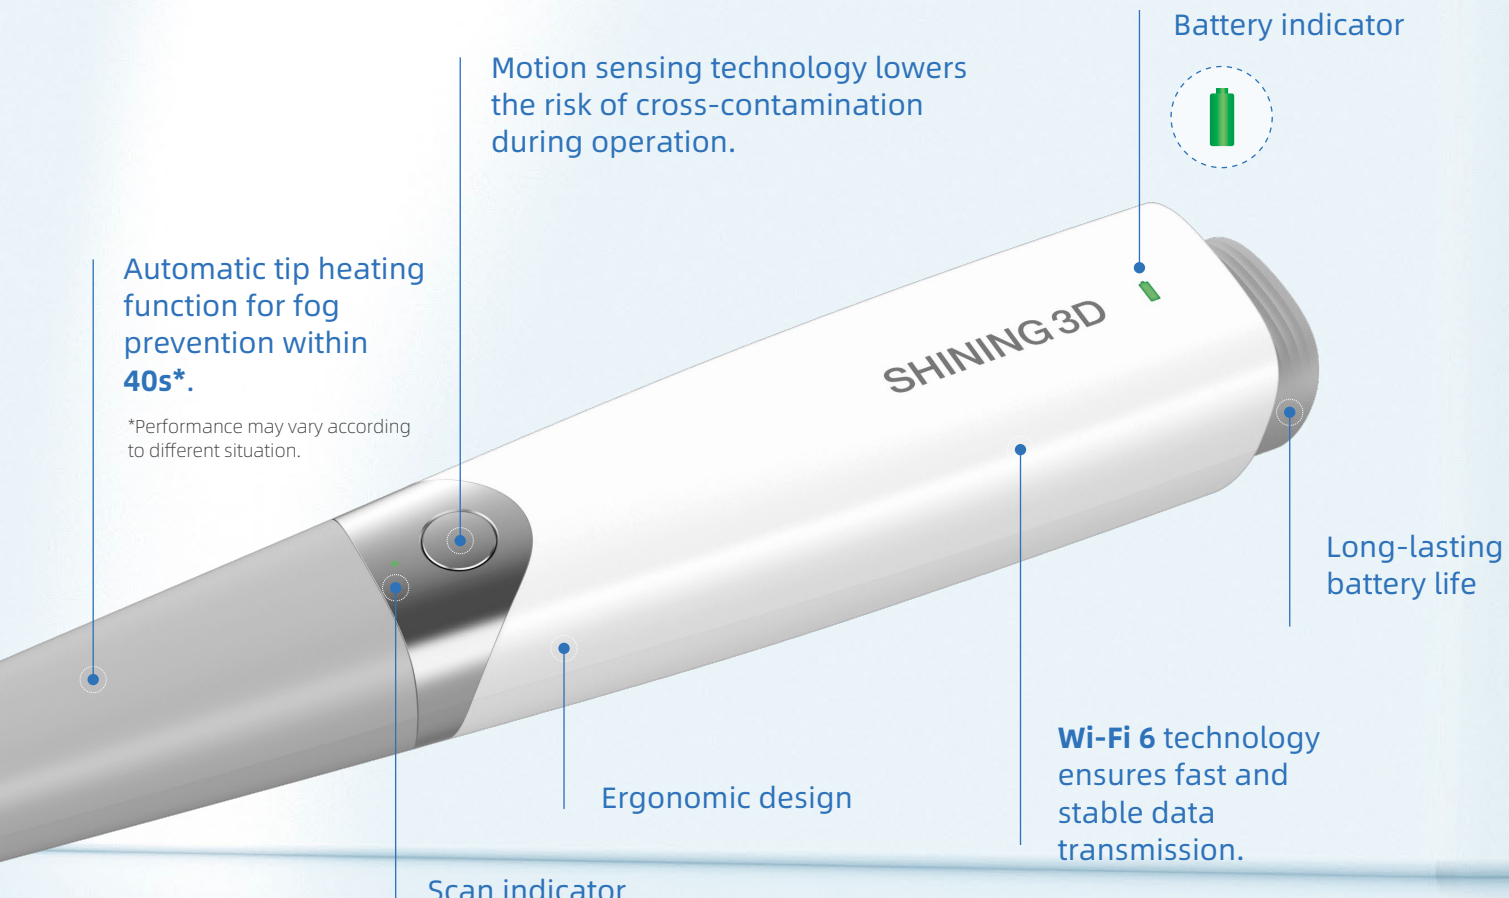 Battery indicator
Motion sensing technology lowers
the risk of cross-contamination
during operation.
Automatic tip heating
function for fog
prevention within
40s*.
*Performance may vary according
to different situation.
SHINING 3D
Long-lasting
battery life
Wi-Fi 6 technology
ensures fast and
stable data
transmission.
Ergonomic design
Scan indicator